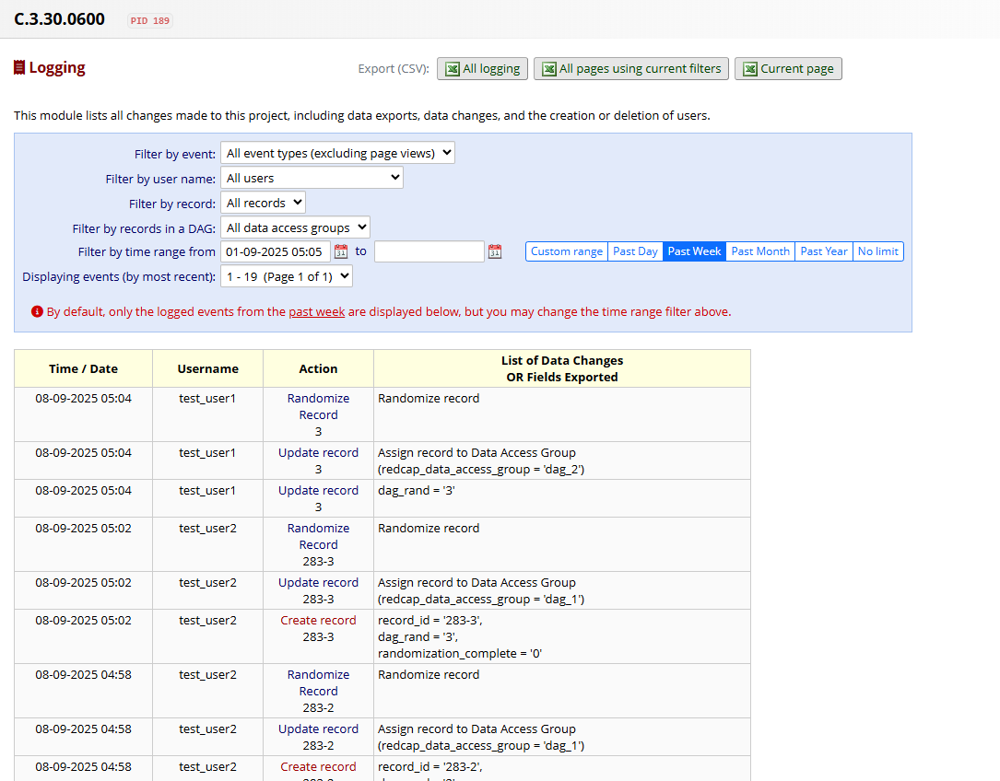 C.3.30.0600 PID 189
Logging Export (CSV): All logging All pages using current filters Current page
This module lists all changes made to this project, including data exports, data changes, and the creation or deletion of users.
Filter by event: All event types (excluding page views)
Filter by user name: All users
Filter by record: All records
Filter by records in a DAG: All data access groups
Filter by time range from 01-09-2025 05:05 31 to 31 Custom range Past Day Past Week Past Month Past Year No limit
Displaying events (by most recent): 1 - 19 (Page 1 of 1)
By default, only the logged events from the past week are displayed below, but you may change the time range filter above.
Time / Date Username Action List of Data Changes
OR Fields Exported
08-09-2025 05:04 test_user1 Randomize Randomize record
Record
3
08-09-2025 05:04 test_user1 Update record Assign record to Data Access Group
3 (redcap_data_access_group = 'dag_2')
08-09-2025 05:04 test_user1 Update record dag_rand = '3'
3
08-09-2025 05:02 test_user2 Randomize Randomize record
Record
283-3
08-09-2025 05:02 test_user2 Update record Assign record to Data Access Group
283-3 (redcap_data_access_group = 'dag_1')
08-09-2025 05:02 test_user2 Create record record_id = '283-3',
283-3 dag_rand = '3',
randomization_complete = '0'
08-09-2025 04:58 test_user2 Randomize Randomize record
Record
283-2
08-09-2025 04:58 test_user2 Update record Assign record to Data Access Group
283-2 (redcap_data_access_group = 'dag_1')
08-09-2025 04:58 test_user2 Create record record_id = '283-2',